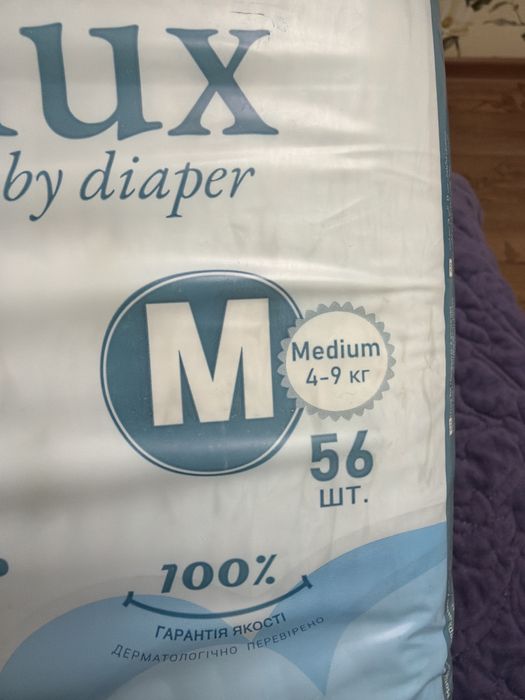 ux
by diaper
M
Medium
4-9 кг
56
шт.
100%
ГАРАНТІЯ ЯКОСТІ
ДЕРМАТОЛОГІЧНО ПЕРЕВІРЕНО